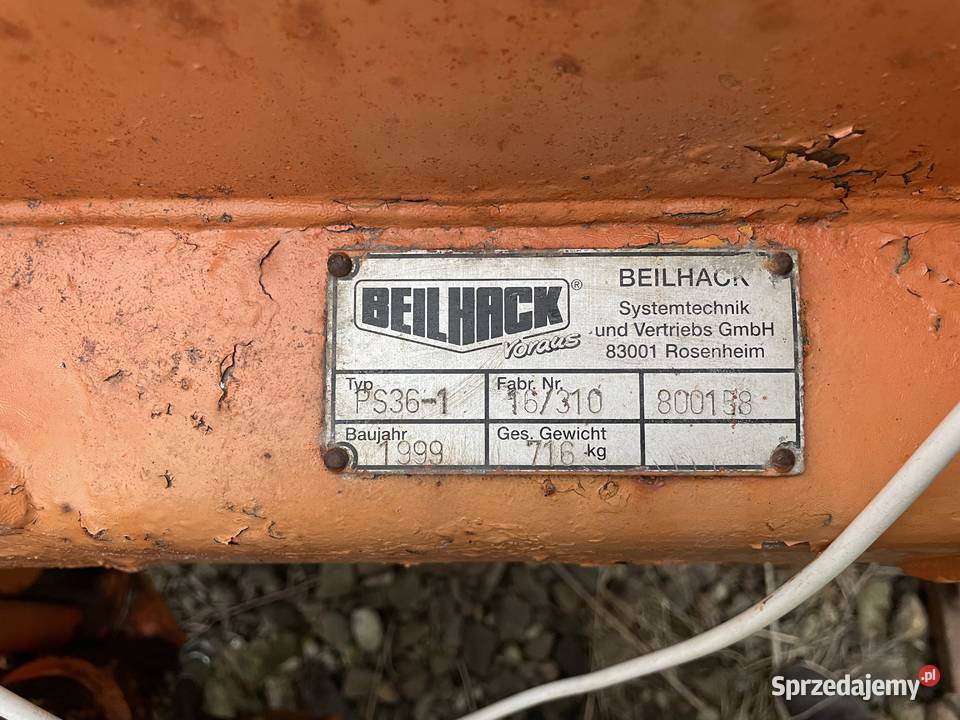 BEILHACK®
Voraus
BEILHACK
Systemtechnik
und Vertriebs GmbH
83001 Rosenheim
Typ PS36-1
Fabr. Nr. 16/310
800158
Baujahr 1999
Ges. Gewicht 716 kg
Sprzedajemy.pl